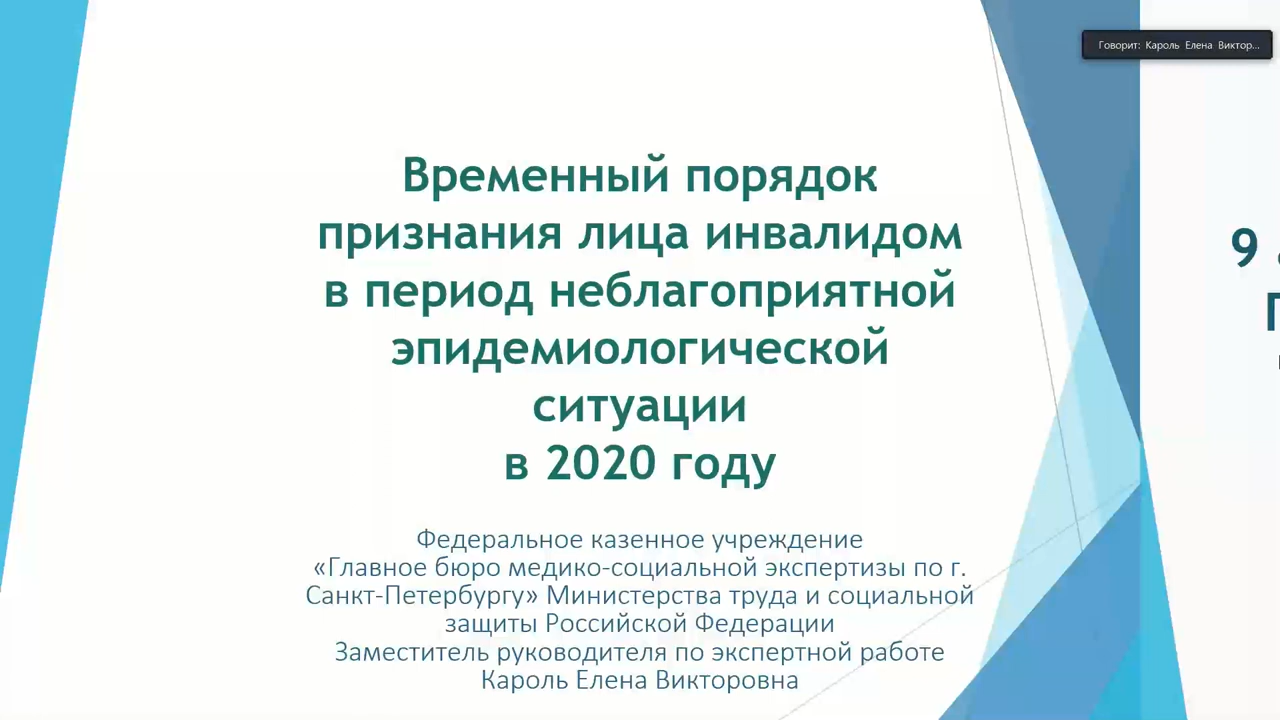 Говорит: Кароль Елена Виктор...
Временный порядок
признания лица инвалидом
в период неблагоприятной
эпидемиологической
ситуации
в 2020 году
Федеральное казенное учреждение
«Главное бюро медико-социальной экспертизы по г.
Санкт-Петербургу» Министерства труда и социальной
защиты Российской Федерации
Заместитель руководителя по экспертной работе
Кароль Елена Викторовна
9